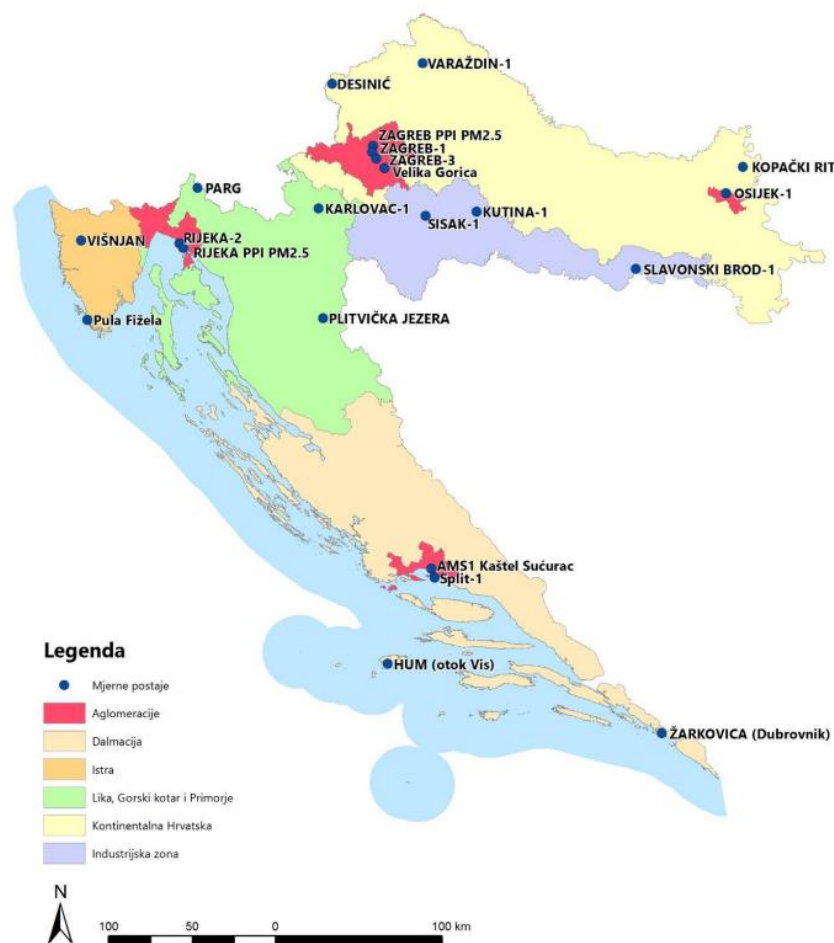 VARAŽDIN-1
DESINIĆ
ZAGREB PPI PM2.5
ZAGREB-1
ZAGREB-3
Velika Gorica
KOPAČKI RIT
OSIJEK-1
PARG
KARLOVAC-1
KUTINA-1
SISAK-1
VIŠNJAN
RIJEKA-2
RIJEKA PPI PM2.5
SLAVONSKI BROD-1
Pula Fižela
PLITVIČKA JEZERA
AMS1 Kaštel Sućurac
Split-1
HUM (otok Vis)
ŽARKOVICA (Dubrovnik)
Legenda
Mjerne postaje
Aglomeracije
Dalmacija
Istra
Lika, Gorski kotar i Primorje
Kontinentalna Hrvatska
Industrijska zona
N
100 50 0 100 km